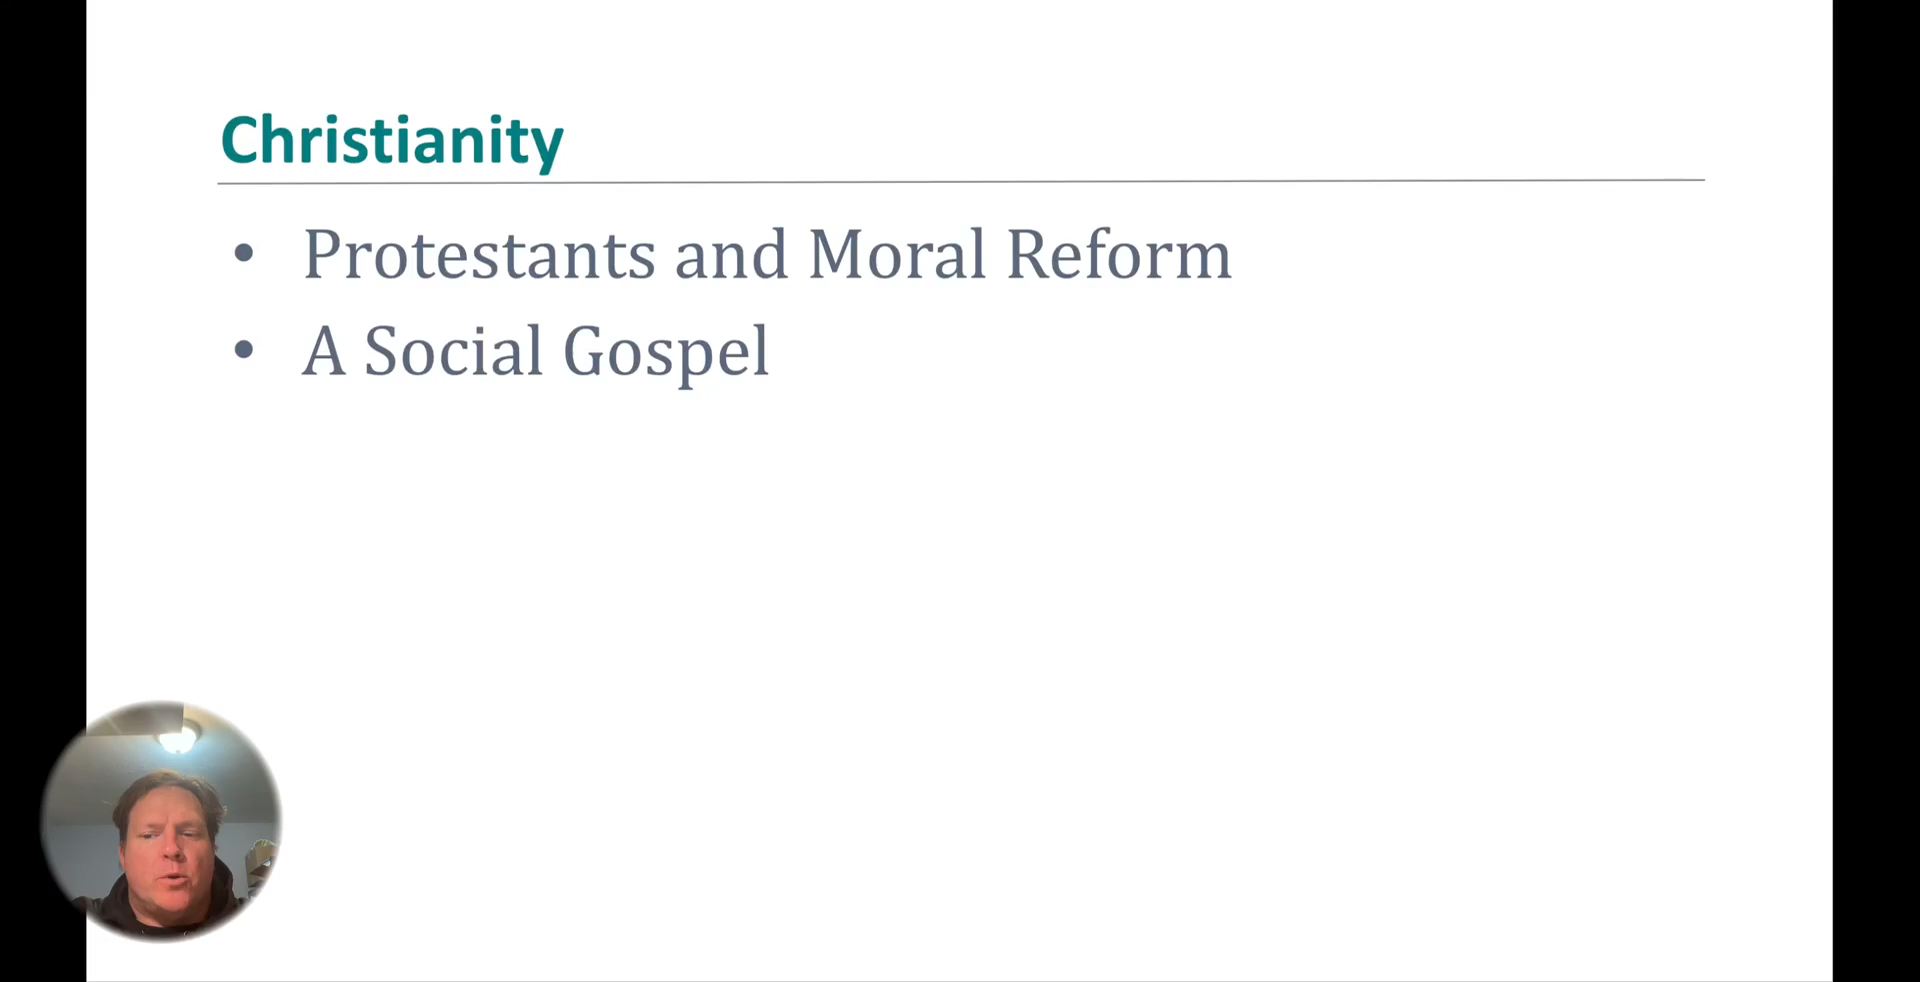 Christianity
• Protestants and Moral Reform
• A Social Gospel